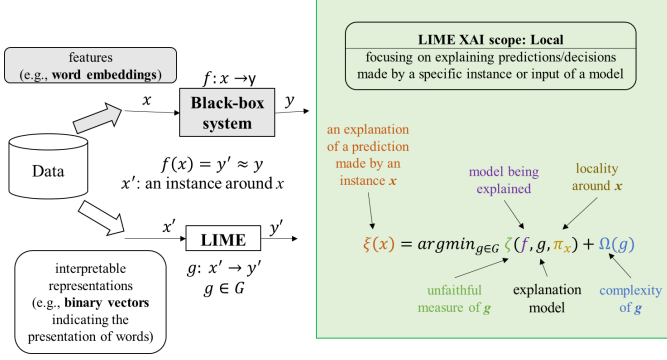 features
(e.g., word embeddings)
f: x → y
x
Black-box
system
y
Data
f(x) = y′ ≈ y
x′: an instance around x
x′
LIME
y′
g: x′ → y′
g ∈ G
interpretable
representations
(e.g., binary vectors
indicating the
presentation of words)
LIME XAI scope: Local
focusing on explaining predictions/decisions
made by a specific instance or input of a model
an explanation
of a prediction
made by an
instance x
model being
explained
locality
around x
ξ(x) = argmin_{g∈G} ζ(f, g, π_x) + Ω(g)
unfaithful
measure of g
explanation
model
complexity
of g